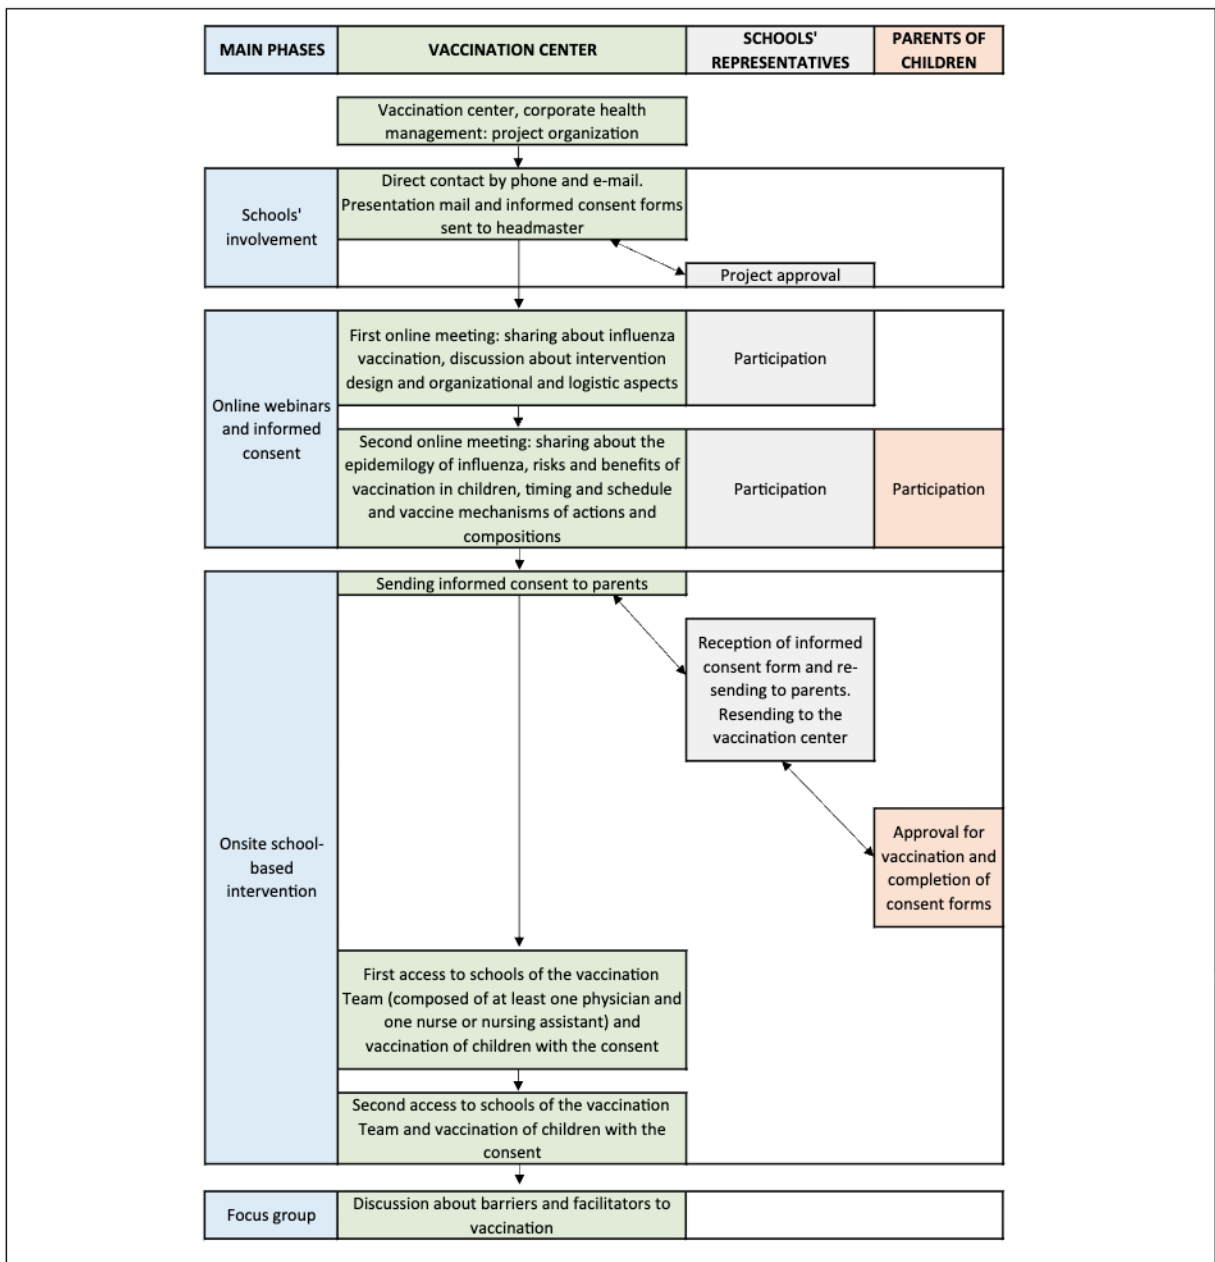 MAIN PHASES
VACCINATION CENTER
SCHOOLS'
REPRESENTATIVES
PARENTS OF
CHILDREN
Vaccination center, corporate health
management: project organization
Schools'
involvement
Direct contact by phone and e-mail.
Presentation mail and informed consent forms
sent to headmaster
Project approval
Online webinars
and informed
consent
First online meeting: sharing about influenza
vaccination, discussion about intervention
design and organizational and logistic aspects
Participation
Second online meeting: sharing about the
epidemilogy of influenza, risks and benefits of
vaccination in children, timing and schedule
and vaccine mechanisms of actions and
compositions
Participation
Participation
Onsite school-
based
intervention
Sending informed consent to parents
Reception of informed
consent form and re-
sending to parents.
Resending to the
vaccination center
Approval for
vaccination and
completion of
consent forms
First access to schools of the vaccination
Team (composed of at least one physician and
one nurse or nursing assistant) and
vaccination of children with the consent
Second access to schools of the vaccination
Team and vaccination of children with the
consent
Focus group
Discussion about barriers and facilitators to
vaccination